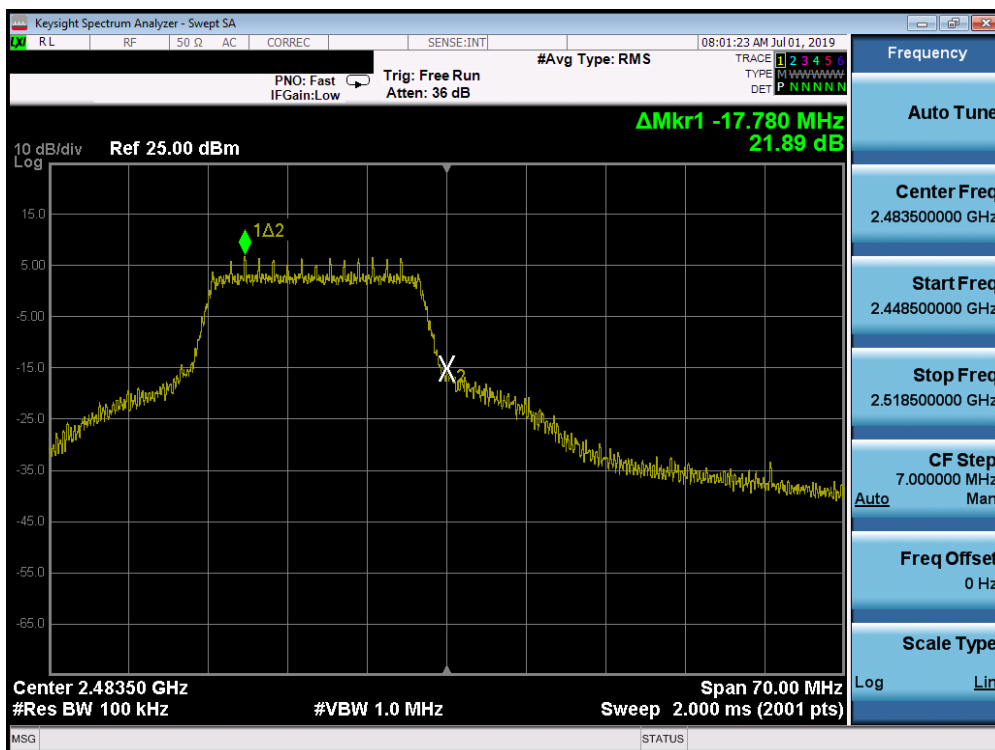 Keysight Spectrum Analyzer - Swept SA
LXI RL RF 50 Ω AC CORREC SENSE:INT 08:01:23 AM Jul 01, 2019
#Avg Type: RMS
TRACE 1 2 3 4 5 6
TYPE M WWWWW
DET P N N N N N
PNO: Fast
IFGain:Low
Trig: Free Run
Atten: 36 dB
ΔMkr1 -17.780 MHz
21.89 dB
10 dB/div
Log
Ref 25.00 dBm
15.0
5.00
-5.00
-15.0
-25.0
-35.0
-45.0
-55.0
-65.0
1Δ2
2
Center 2.48350 GHz
#Res BW 100 kHz
#VBW 1.0 MHz
Span 70.00 MHz
Sweep 2.000 ms (2001 pts)
MSG
STATUS
Frequency
Auto Tune
Center Freq
2.483500000 GHz
Start Freq
2.448500000 GHz
Stop Freq
2.518500000 GHz
CF Step
7.000000 MHz
Auto Man
Freq Offset
0 Hz
Scale Type
Log Lin